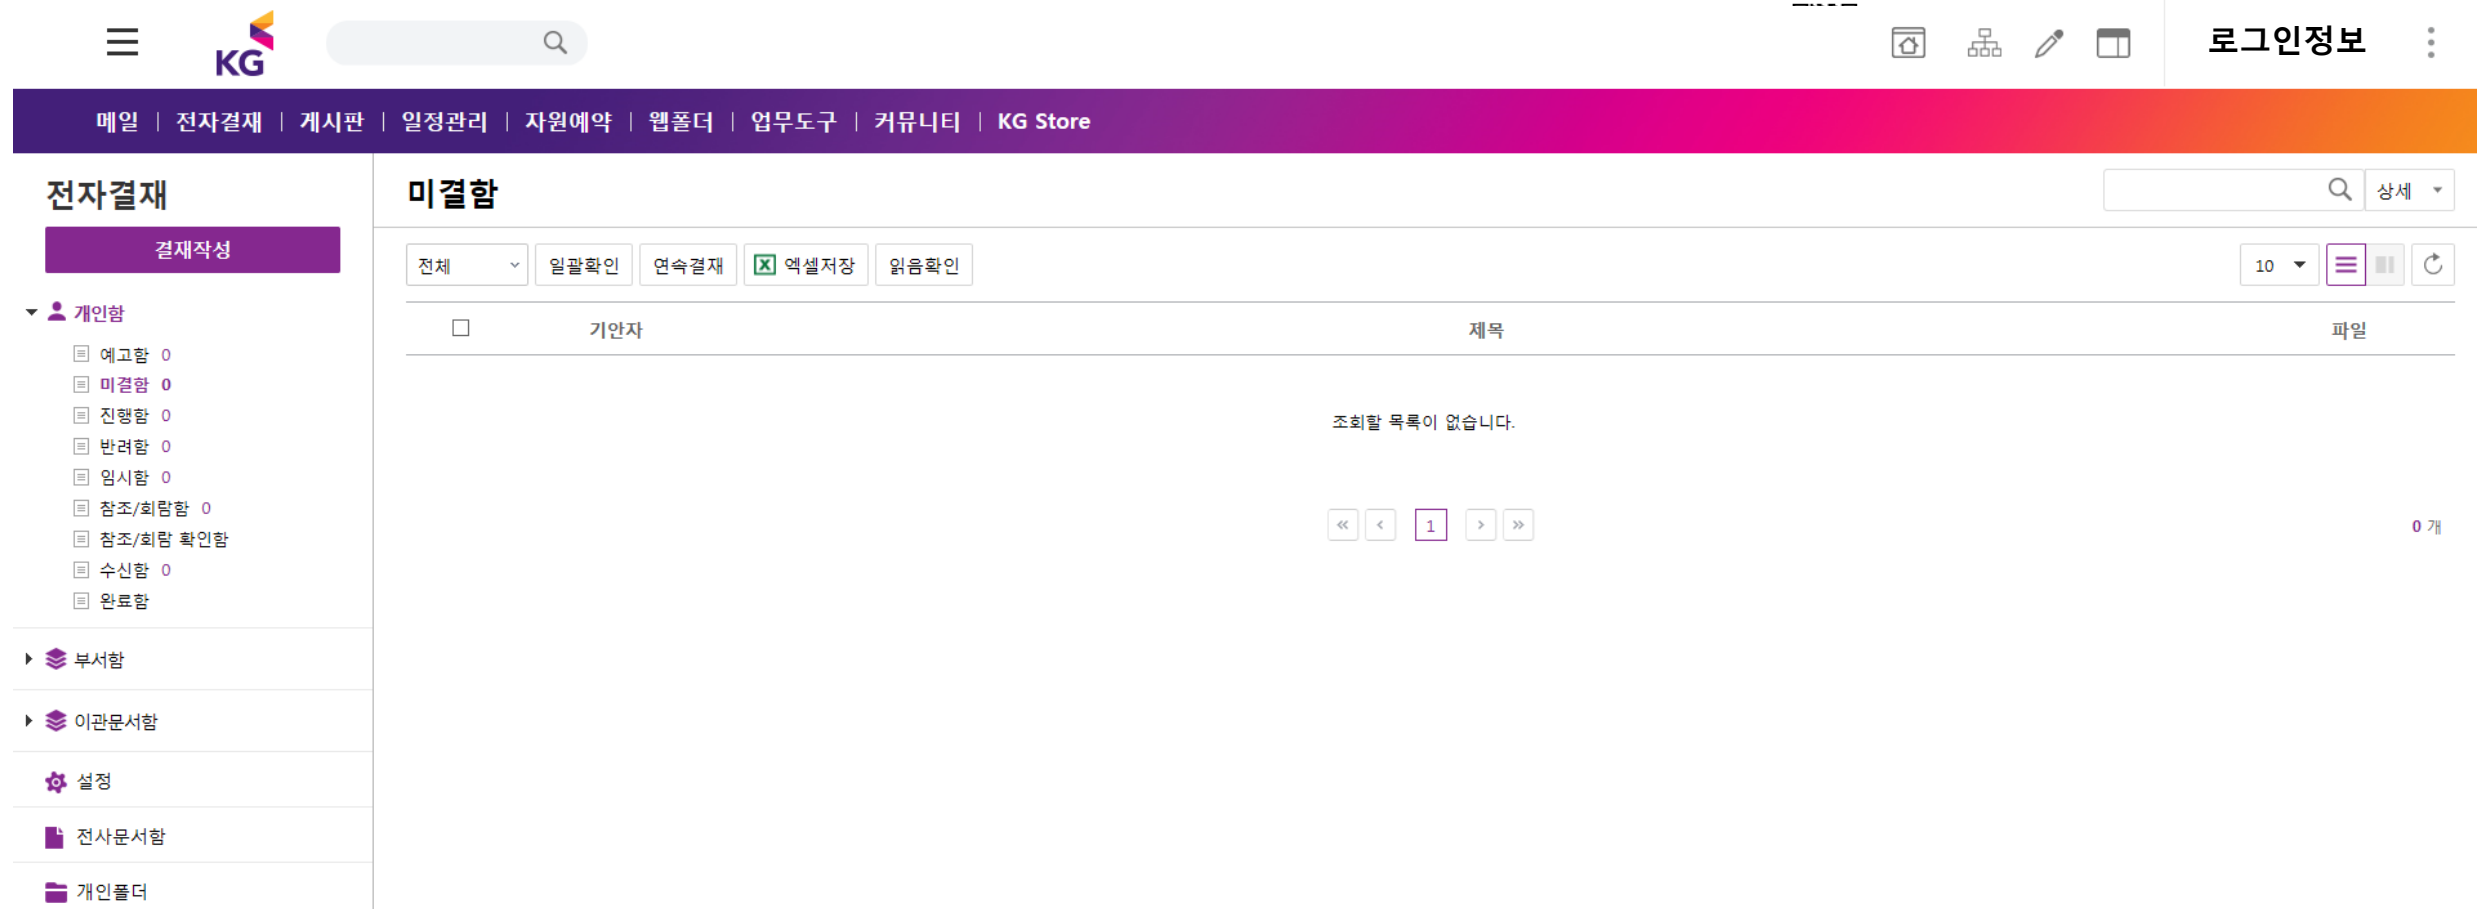 KG
로그인정보
메일 | 전자결재 | 게시판 | 일정관리 | 자원예약 | 웹폴더 | 업무도구 | 커뮤니티 | KG Store
전자결재
결재작성
개인함
예고함 0
미결함 0
진행함 0
반려함 0
임시함 0
참조/회람함 0
참조/회람 확인함
수신함 0
완료함
부서함
이관문서함
설정
전사문서함
개인폴더
미결함
상세
전체 일괄확인 연속결재 엑셀저장 읽음확인
10
기안자 제목 파일
조회할 목록이 없습니다.
« ‹ 1 › »
0 개